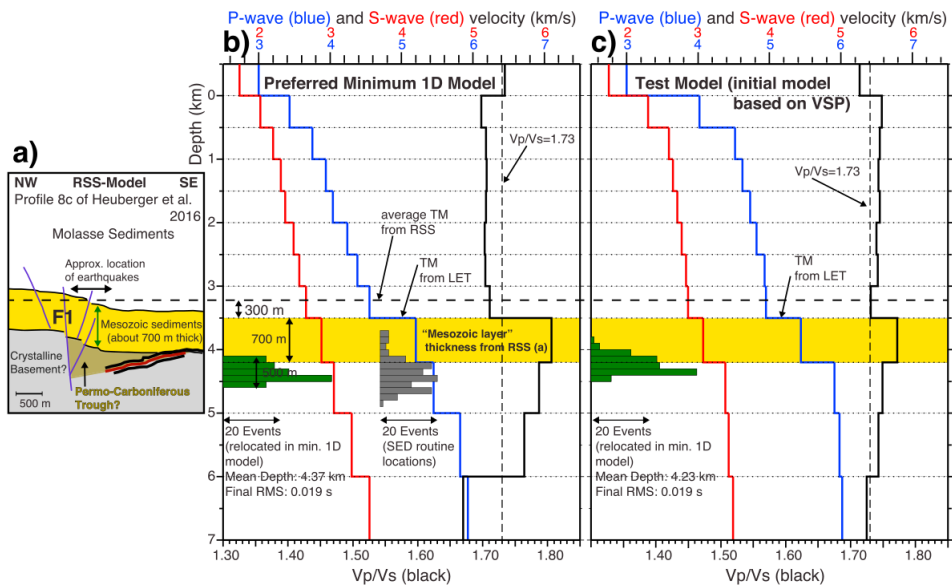 a)
NW RSS-Model SE
Profile 8c of Heuberger et al.
2016
Molasse Sediments
Approx. location
of earthquakes
F1
Mesozoic sediments
(about 700 m thick)
Crystalline
Basement?
Permo-Carboniferous
Trough?
500 m
b)
P-wave (blue) and S-wave (red) velocity (km/s)
2 3 4 5 6
3 4 5 6 7
Preferred Minimum 1D Model
Depth (km)
0
1
2
3
4
5
6
7
Vp/Vs=1.73
average TM
from RSS
TM
from LET
300 m
700 m
"Mesozoic layer"
thickness from RSS (a)
500 m
20 Events
(relocated in min. 1D
model)
Mean Depth: 4.37 km
Final RMS: 0.019 s
20 Events
(SED routine
locations)
1.30 1.40 1.50 1.60 1.70 1.80
Vp/Vs (black)
c)
P-wave (blue) and S-wave (red) velocity (km/s)
2 3 4 5 6
3 4 5 6 7
Test Model (initial model
based on VSP)
Vp/Vs=1.73
TM
from LET
20 Events
(relocated in min. 1D
model)
Mean Depth: 4.23 km
Final RMS: 0.019 s
1.40 1.50 1.60 1.70 1.80
Vp/Vs (black)